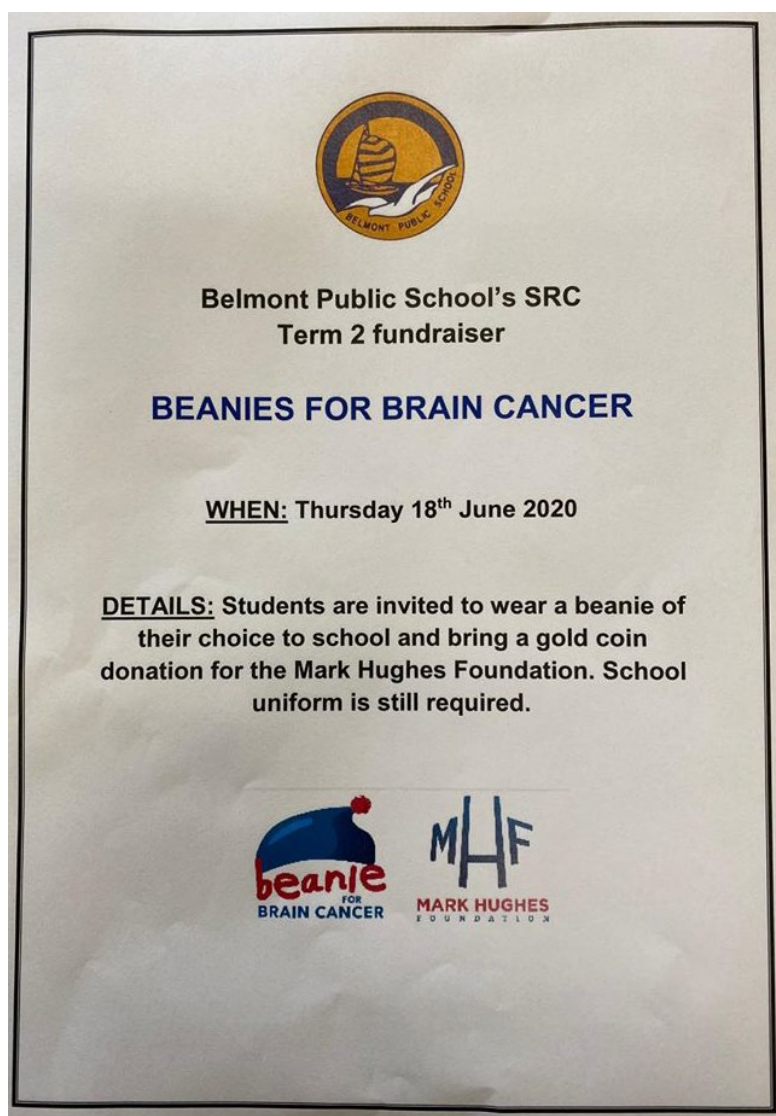 BELMONT PUBLIC SCHOOL
Belmont Public School's SRC
Term 2 fundraiser
BEANIES FOR BRAIN CANCER
WHEN: Thursday 18th June 2020
DETAILS: Students are invited to wear a beanie of
their choice to school and bring a gold coin
donation for the Mark Hughes Foundation. School
uniform is still required.
beanie
FOR
BRAIN CANCER
MHF
MARK HUGHES
FOUNDATION